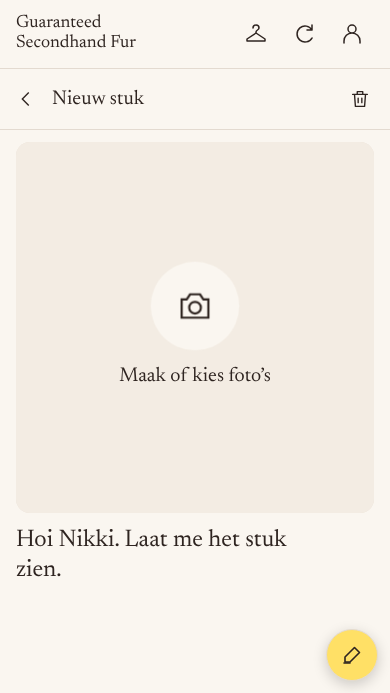 Guaranteed
Secondhand Fur
Nieuw stuk
Maak of kies foto’s
Hoi Nikki. Laat me het stuk
zien.